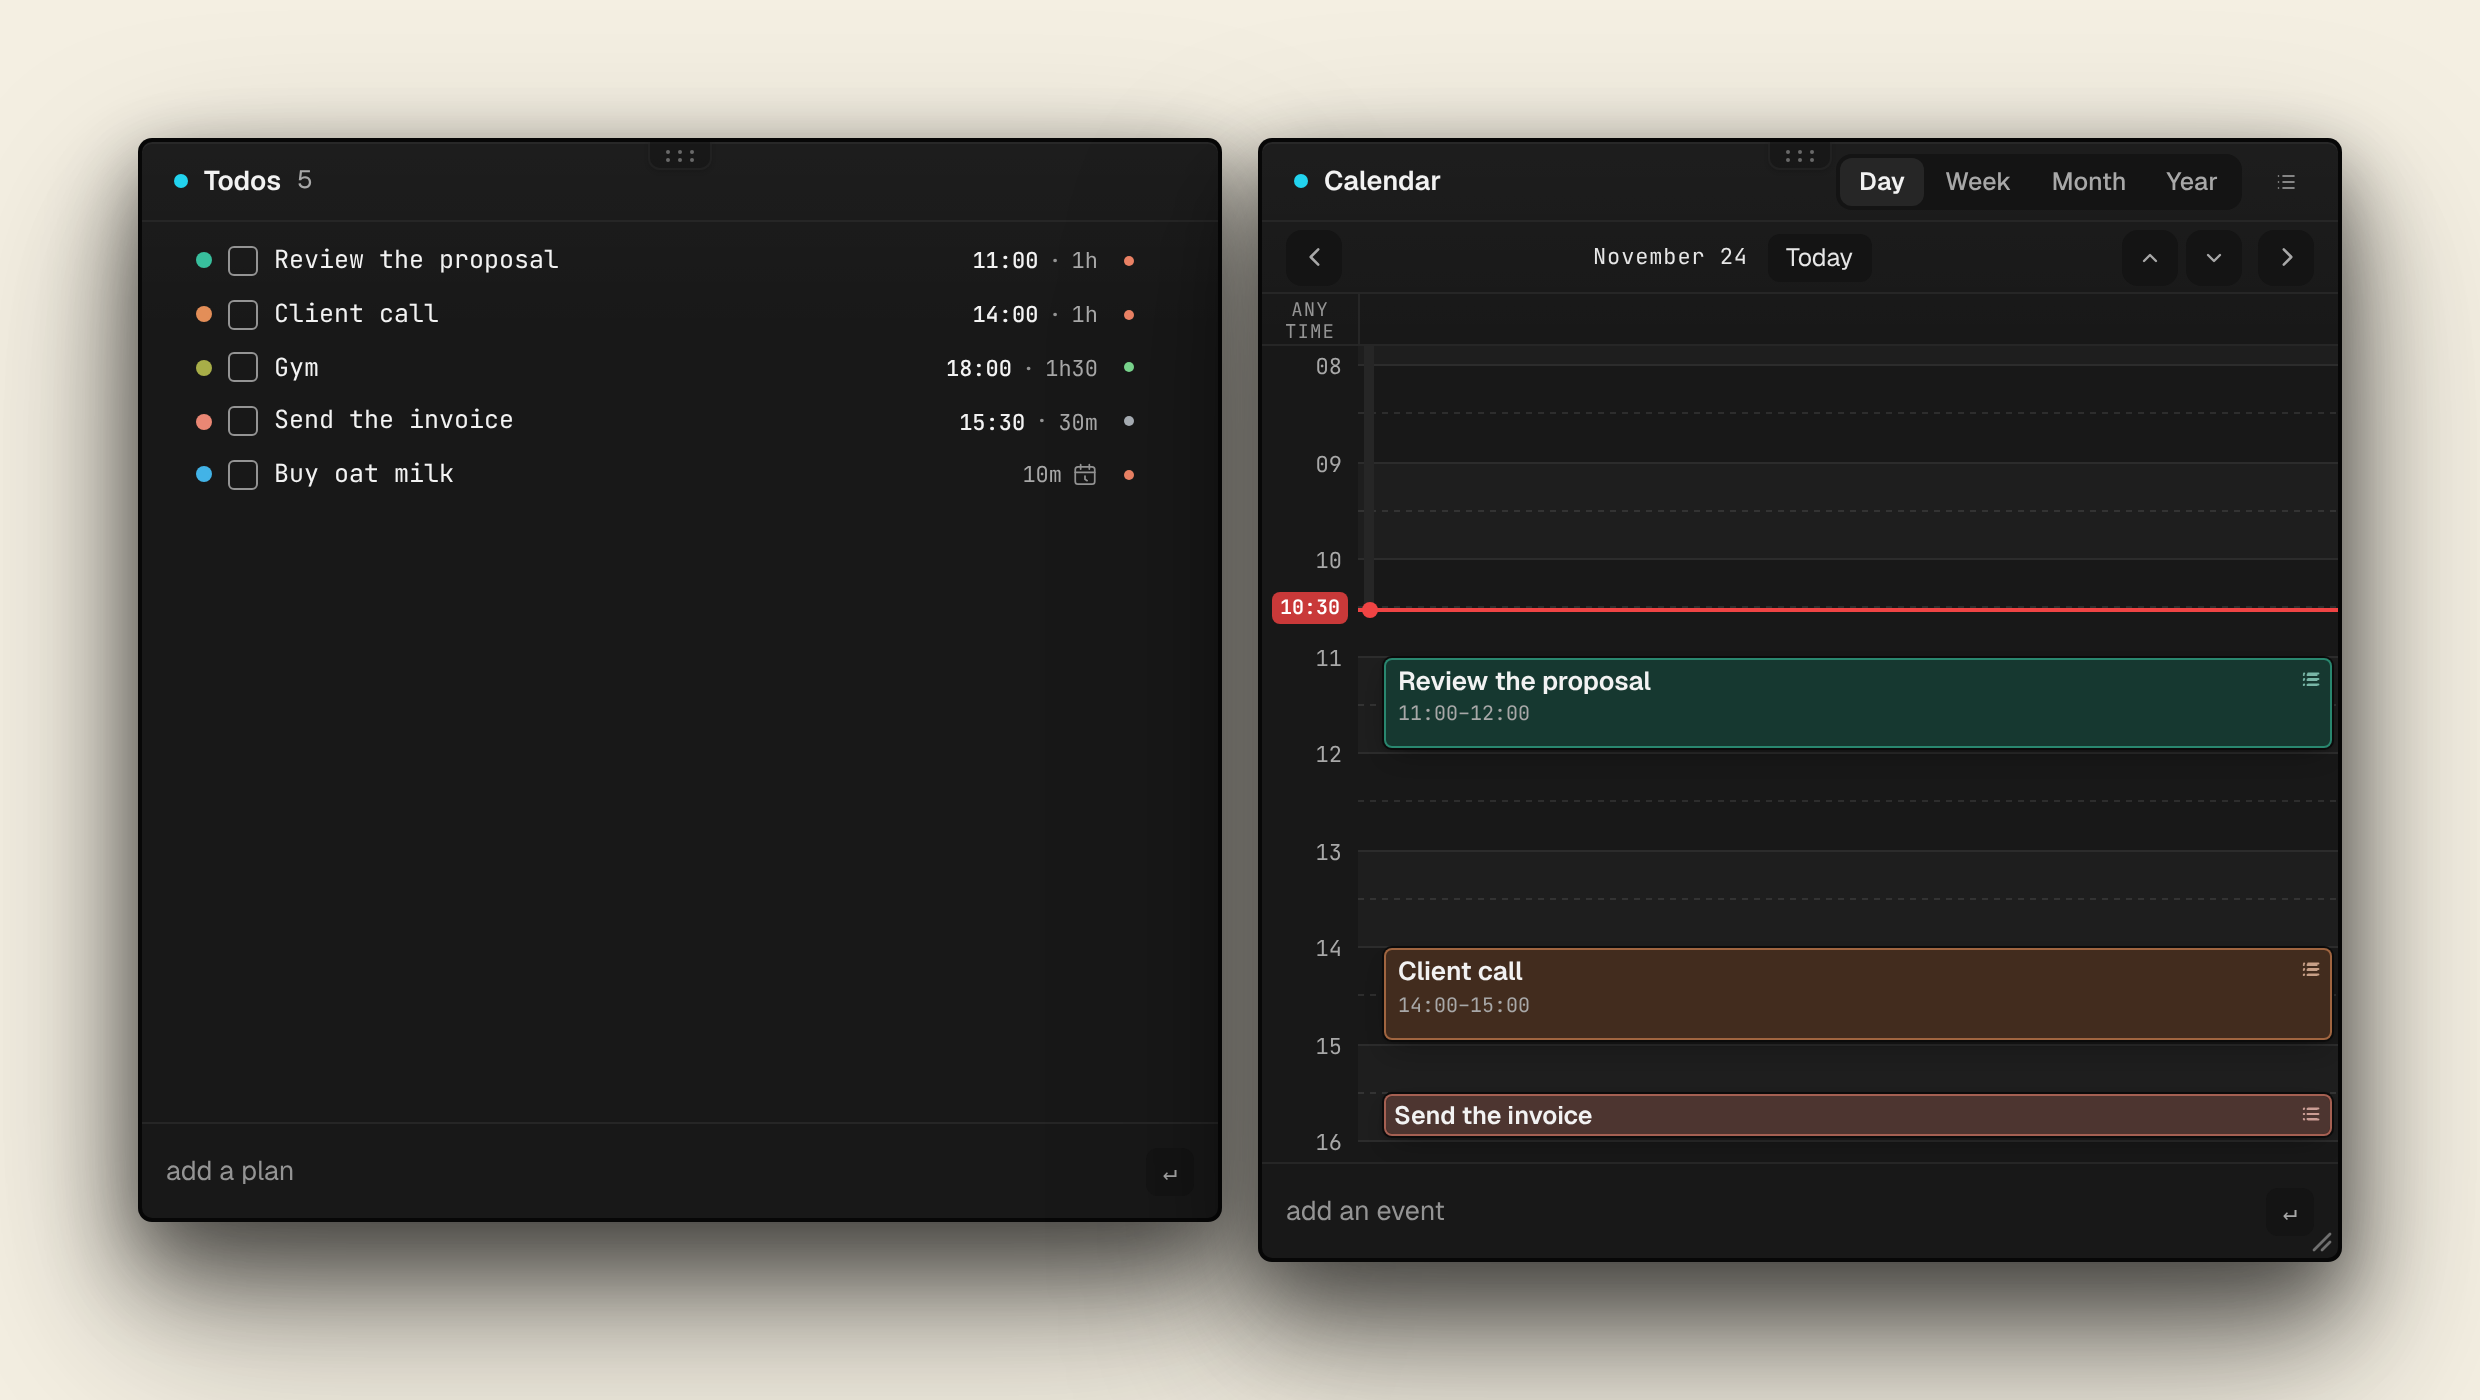 Todos 5
Review the proposal 11:00 · 1h
Client call 14:00 · 1h
Gym 18:00 · 1h30
Send the invoice 15:30 · 30m
Buy oat milk 10m
add a plan
Calendar Day Week Month Year
November 24 Today
ANY
TIME
08
09
10
10:30
11
Review the proposal
11:00–12:00
12
13
14
Client call
14:00–15:00
15
Send the invoice
16
add an event